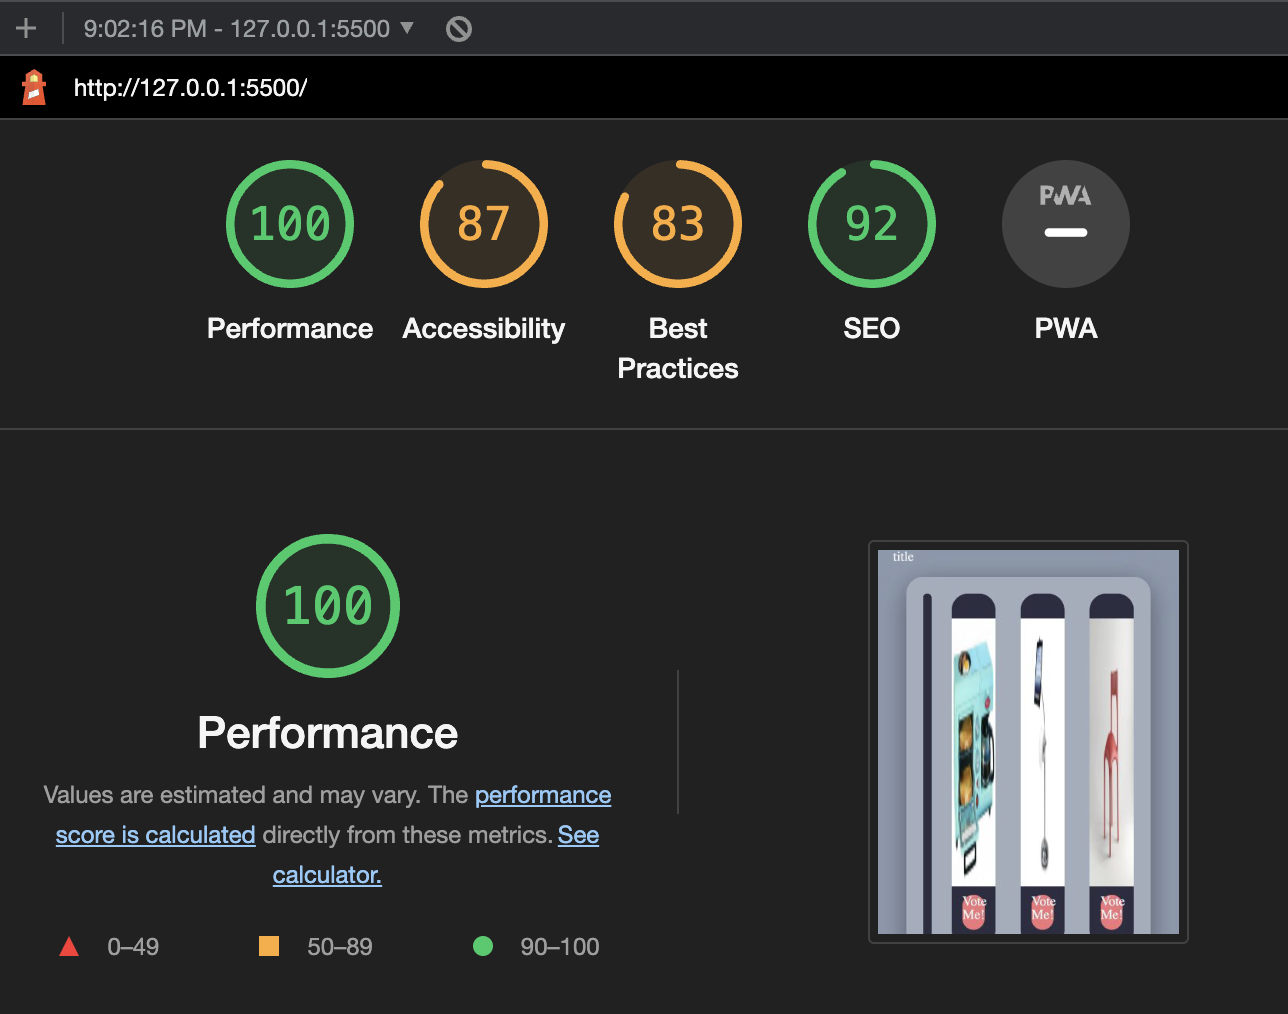 9:02:16 PM - 127.0.0.1:5500
http://127.0.0.1:5500/
100
87
83
92
PWA
Performance
Accessibility
Best
Practices
SEO
PWA
100
Performance
Values are estimated and may vary. The performance
score is calculated directly from these metrics. See
calculator.
0–49
50–89
90–100
title
Vote
Me!
Vote
Me!
Vote
Me!